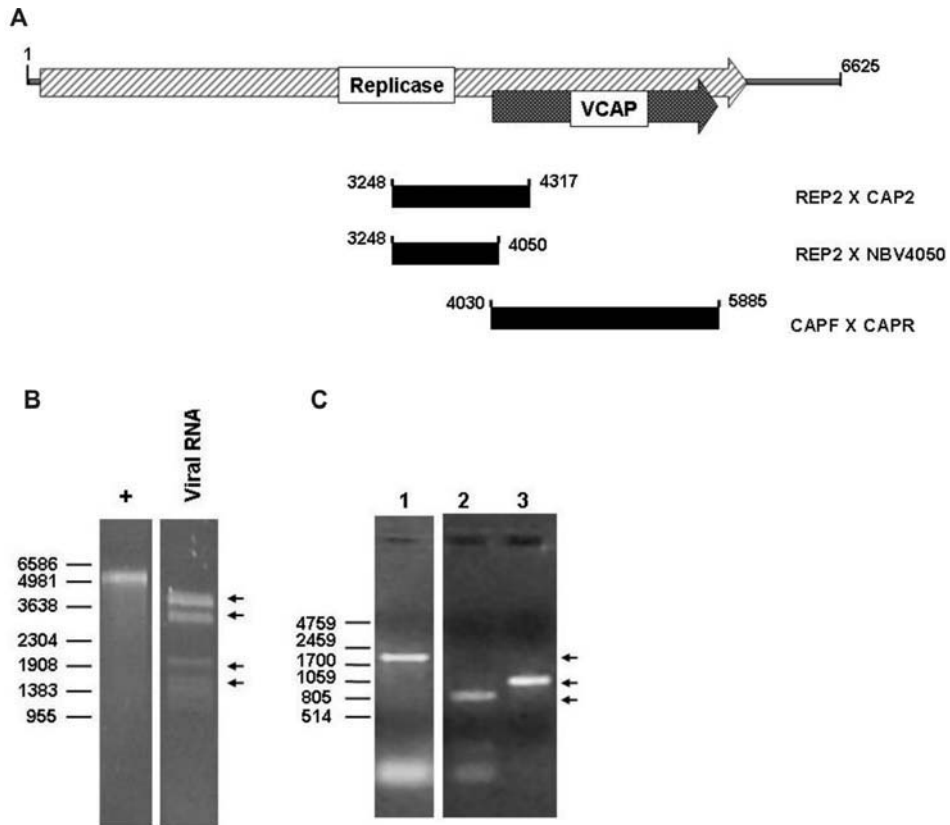 A
1
6625
Replicase
VCAP
3248
4317
REP2 X CAP2
3248
4050
REP2 X NBV4050
4030
5885
CAPF X CAPR
B
+
Viral RNA
6586
4981
3638
2304
1908
1383
955
C
1
2
3
4759
2459
1700
1059
805
514